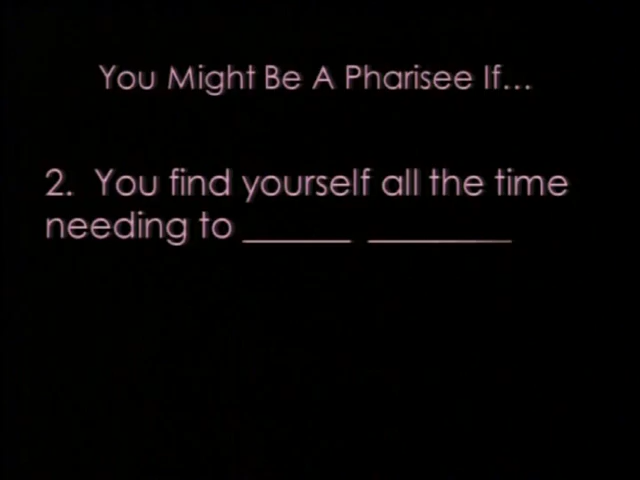 You Might Be A Pharisee If...
2. You find yourself all the time
needing to ______ ________